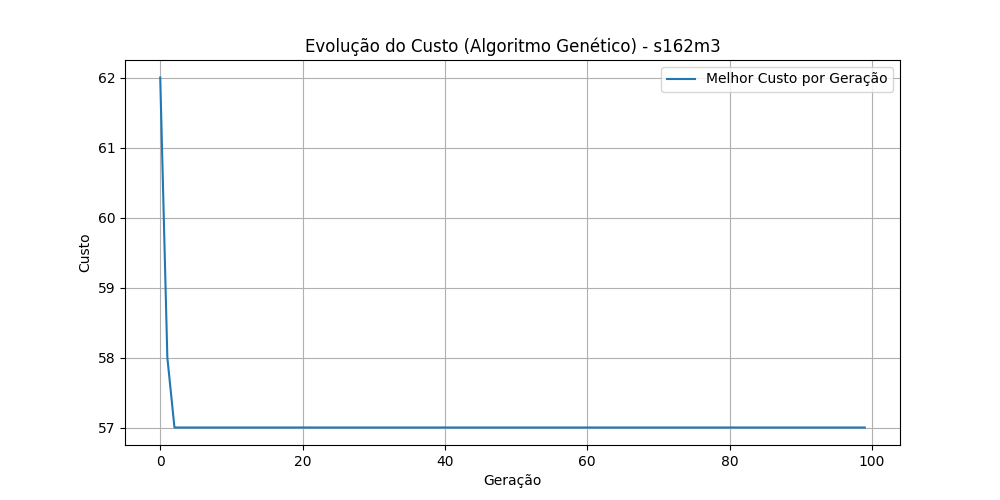 Evolução do Custo (Algoritmo Genético) - s162m3
Melhor Custo por Geração
62
61
60
59
58
57
Custo
0 20 40 60 80 100
Geração